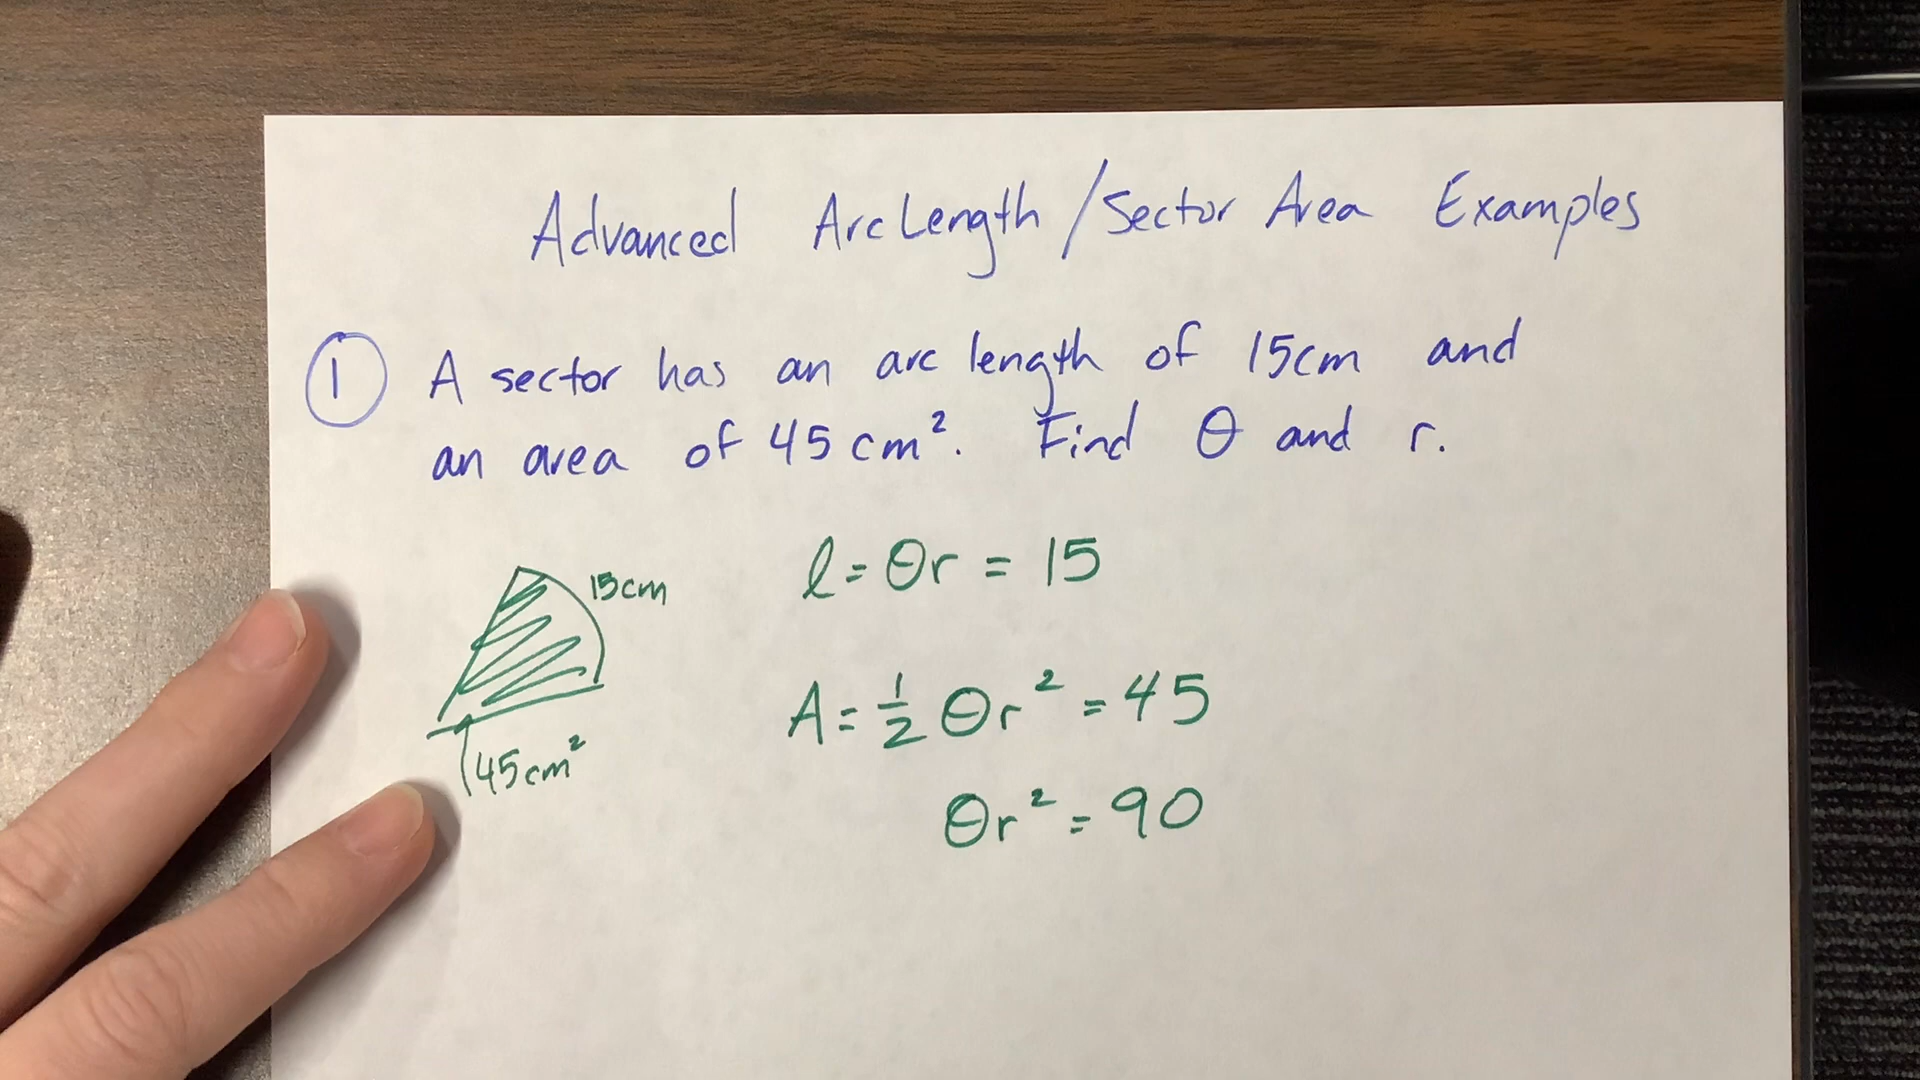 Advanced Arc Length / Sector Area Examples
① A sector has an arc length of 15cm and
an area of 45 cm². Find θ and r.
15cm
45cm²
l = θr = 15
A = ½ θr² = 45
θr² = 90